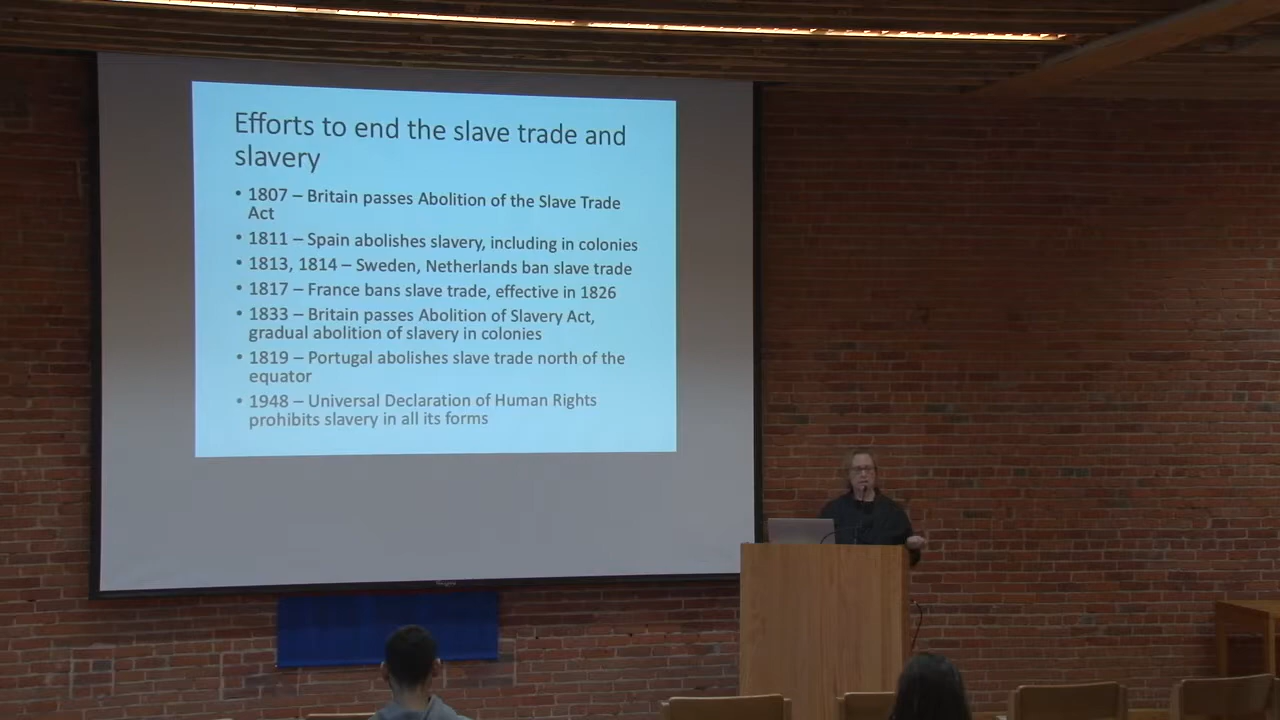 Efforts to end the slave trade and
slavery
• 1807 – Britain passes Abolition of the Slave Trade
Act
• 1811 – Spain abolishes slavery, including in colonies
• 1813, 1814 – Sweden, Netherlands ban slave trade
• 1817 – France bans slave trade, effective in 1826
• 1833 – Britain passes Abolition of Slavery Act,
gradual abolition of slavery in colonies
• 1819 – Portugal abolishes slave trade north of the
equator
• 1948 – Universal Declaration of Human Rights
prohibits slavery in all its forms